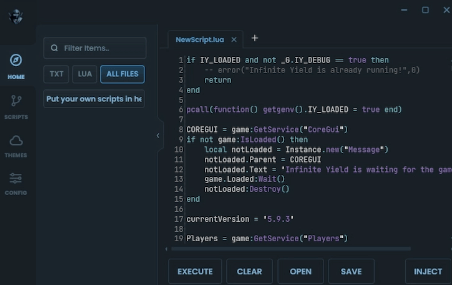 NewScript.lua
Filter Items..
TXT
LUA
ALL FILES
Put your own scripts in he
HOME
SCRIPTS
THEMES
CONFIG
1 if IY_LOADED and not _G.IY_DEBUG == true then
2 -- error("Infinite Yield is already running!",0)
3 return
4 end
5
6 pcall(function() getgenv().IY_LOADED = true end)
7
8 COREGUI = game:GetService("CoreGui")
9 if not game:IsLoaded() then
10 local notLoaded = Instance.new("Message")
11 notLoaded.Parent = COREGUI
12 notLoaded.Text = 'Infinite Yield is waiting for the gam
13 game.Loaded:Wait()
14 notLoaded:Destroy()
15 end
16
17 currentVersion = '5.9.3'
18
19 Players = game:GetService("Players")
EXECUTE
CLEAR
OPEN
SAVE
INJECT